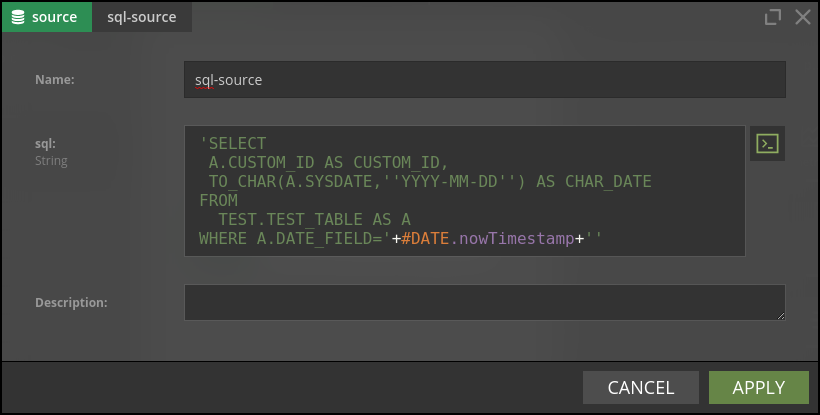 source sql-source
Name: sql-source
sql:
String
'SELECT
A.CUSTOM_ID AS CUSTOM_ID,
TO_CHAR(A.SYSDATE,''YYYY-MM-DD'') AS CHAR_DATE
FROM
TEST.TEST_TABLE AS A
WHERE A.DATE_FIELD='+#DATE.nowTimestamp+''
Description:
CANCEL APPLY